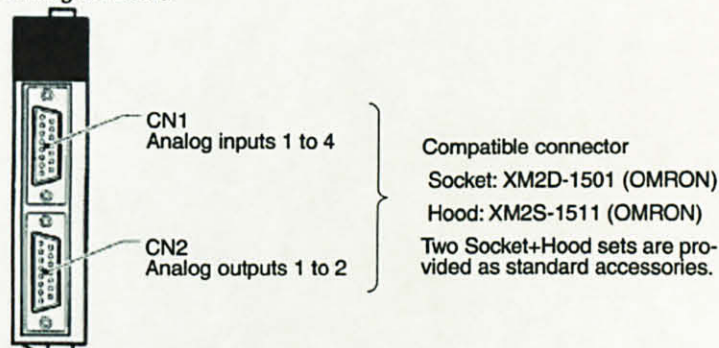 CN1
Analog inputs 1 to 4
CN2
Analog outputs 1 to 2
Compatible connector
Socket: XM2D-1501 (OMRON)
Hood: XM2S-1511 (OMRON)
Two Socket+Hood sets are pro-
vided as standard accessories.